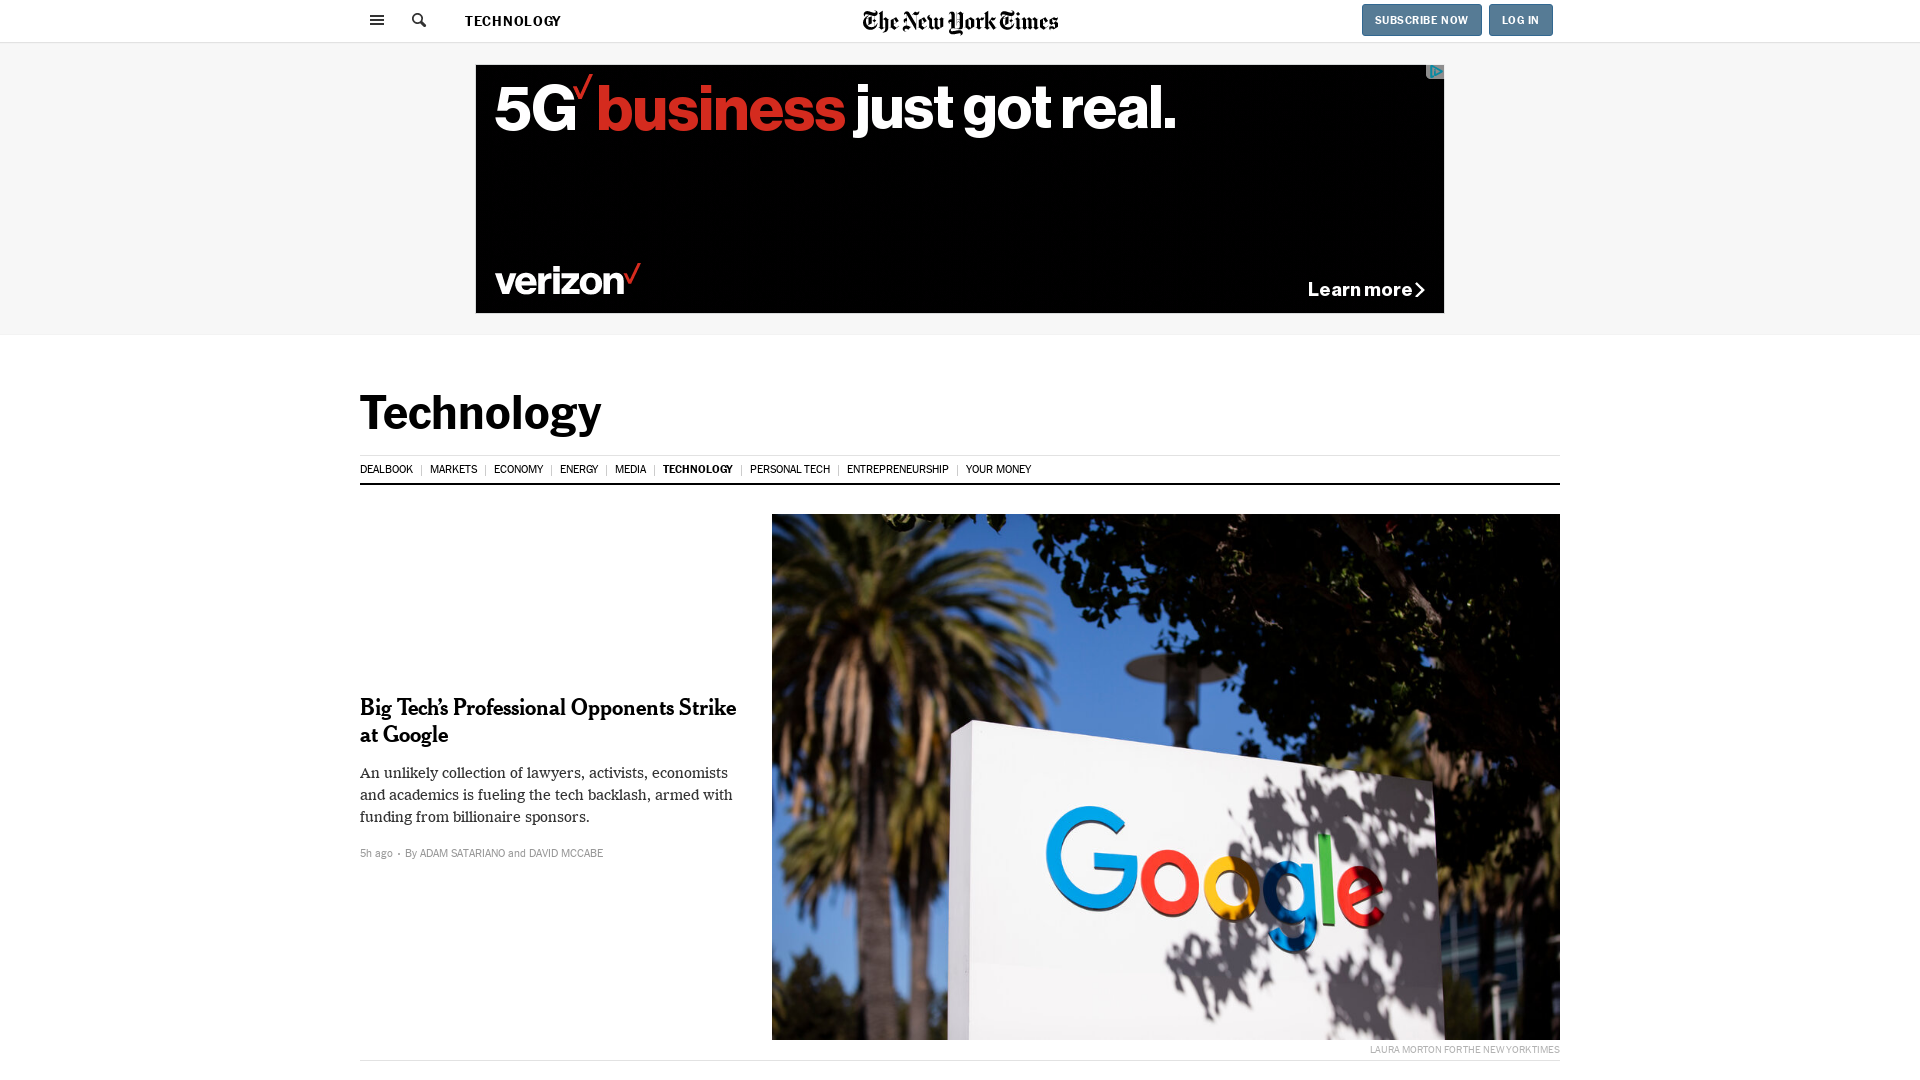 TECHNOLOGY
The New York Times
SUBSCRIBE NOW
LOG IN
5G business just got real.
verizon
Learn more
Technology
DEALBOOK
MARKETS
ECONOMY
ENERGY
MEDIA
TECHNOLOGY
PERSONAL TECH
ENTREPRENEURSHIP
YOUR MONEY
Big Tech’s Professional Opponents Strike
at Google
An unlikely collection of lawyers, activists, economists
and academics is fueling the tech backlash, armed with
funding from billionaire sponsors.
5h ago • By ADAM SATARIANO and DAVID MCCABE
Google
LAURA MORTON FOR THE NEW YORK TIMES